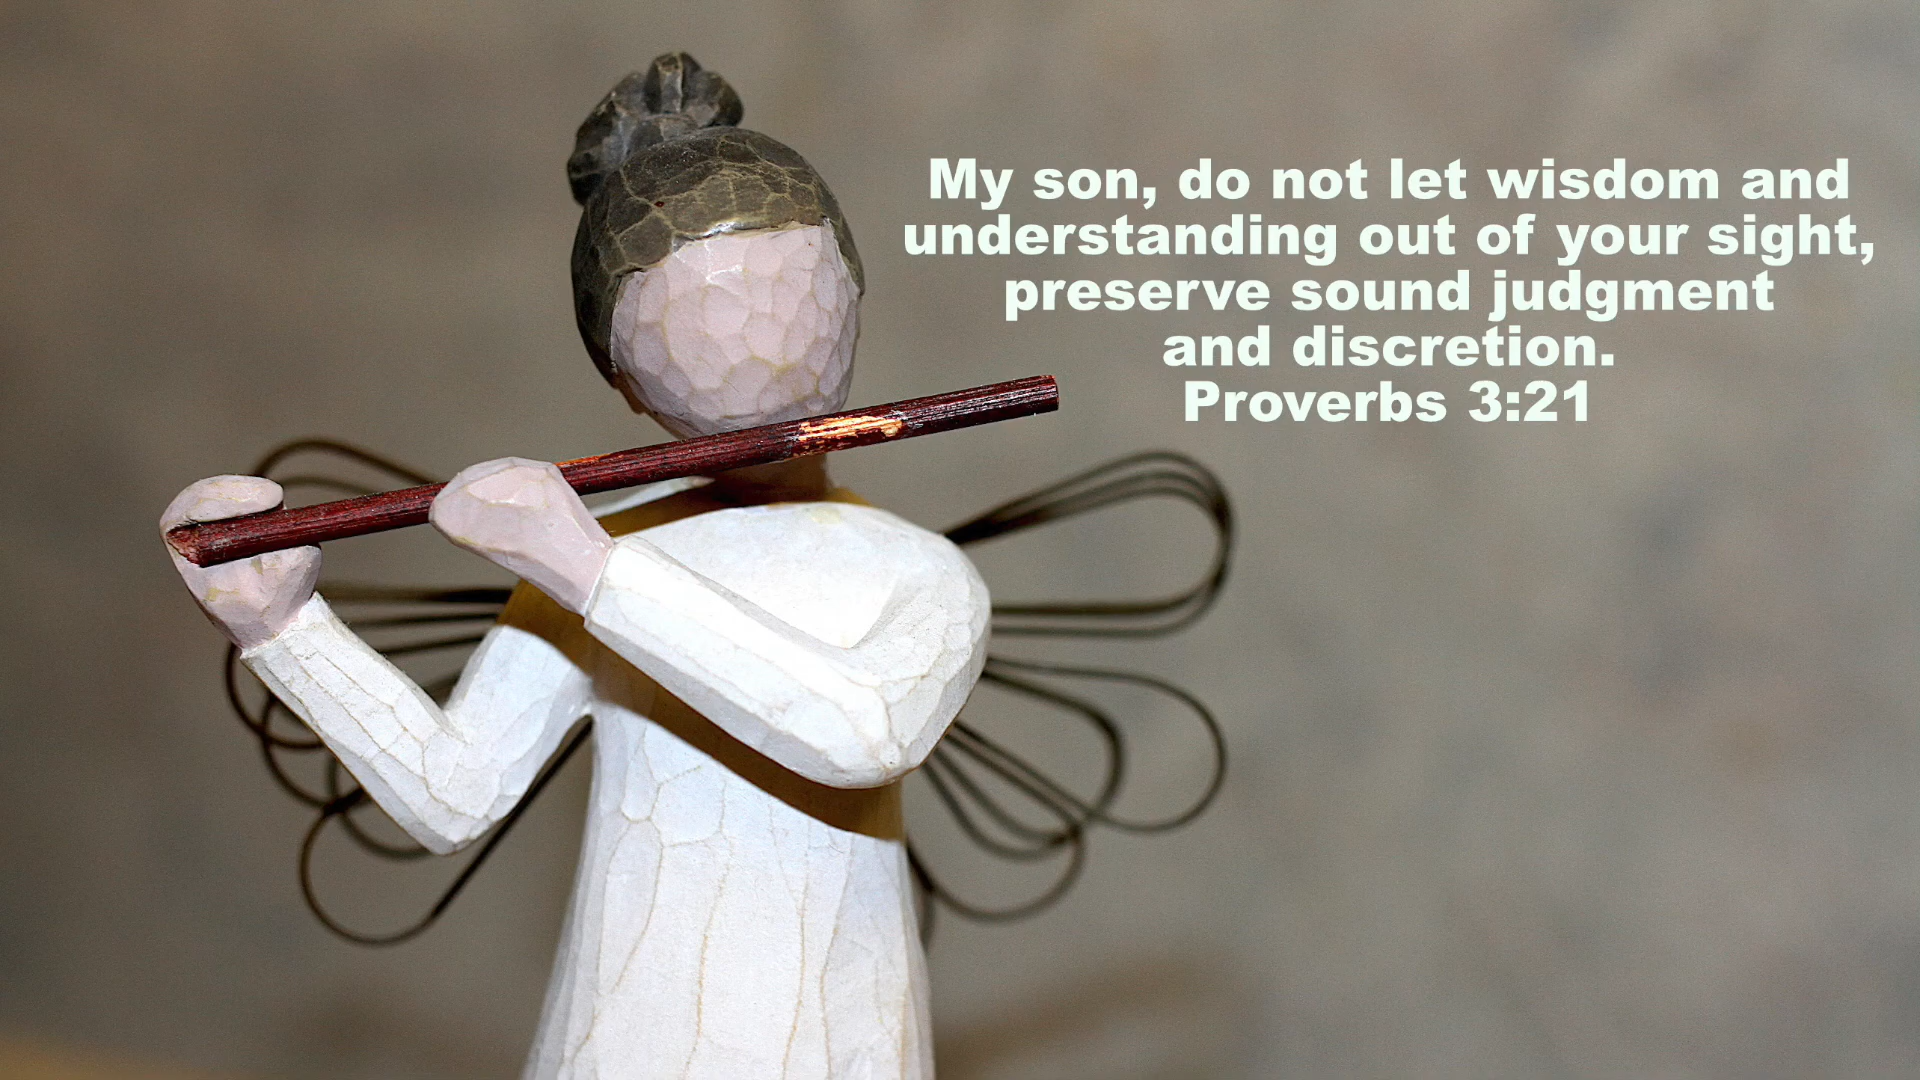 My son, do not let wisdom and
understanding out of your sight,
preserve sound judgment
and discretion.
Proverbs 3:21